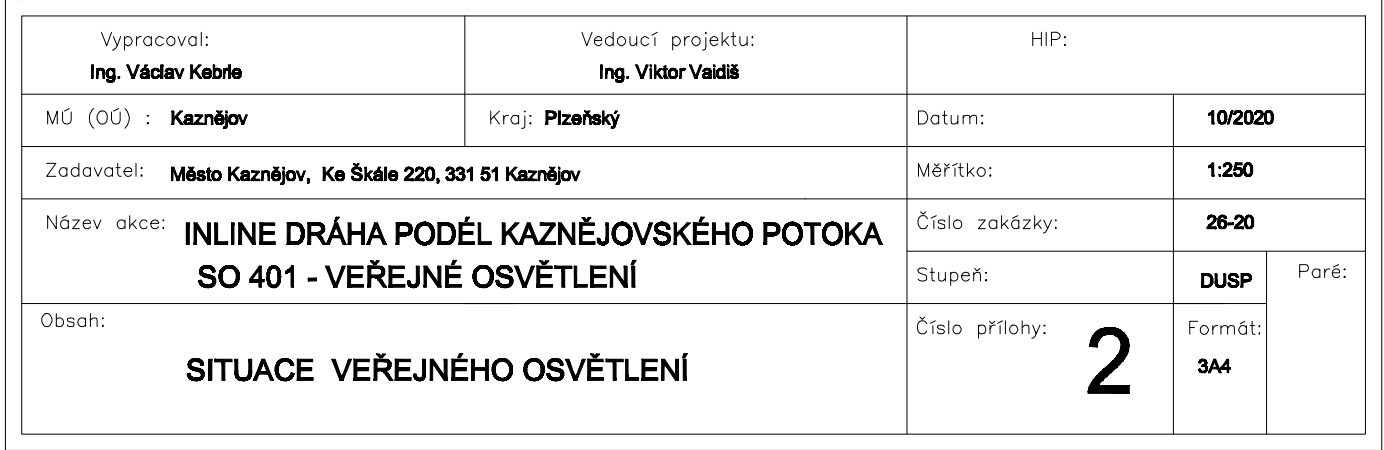 Vypracoval:
Ing. Václav Kebrle
Vedoucí projektu:
Ing. Viktor Vaidiš
HIP:
MÚ (OÚ) : Kaznějov
Kraj: Plzeňský
Datum: 10/2020
Zadavatel: Město Kaznějov, Ke Škále 220, 331 51 Kaznějov
Měřítko: 1:250
Název akce: INLINE DRÁHA PODÉL KAZNĚJOVSKÉHO POTOKA
SO 401 - VEŘEJNÉ OSVĚTLENÍ
Číslo zakázky: 26-20
Stupeň: DUSP
Paré:
Obsah:
SITUACE VEŘEJNÉHO OSVĚTLENÍ
Číslo přílohy: 2
Formát:
3A4